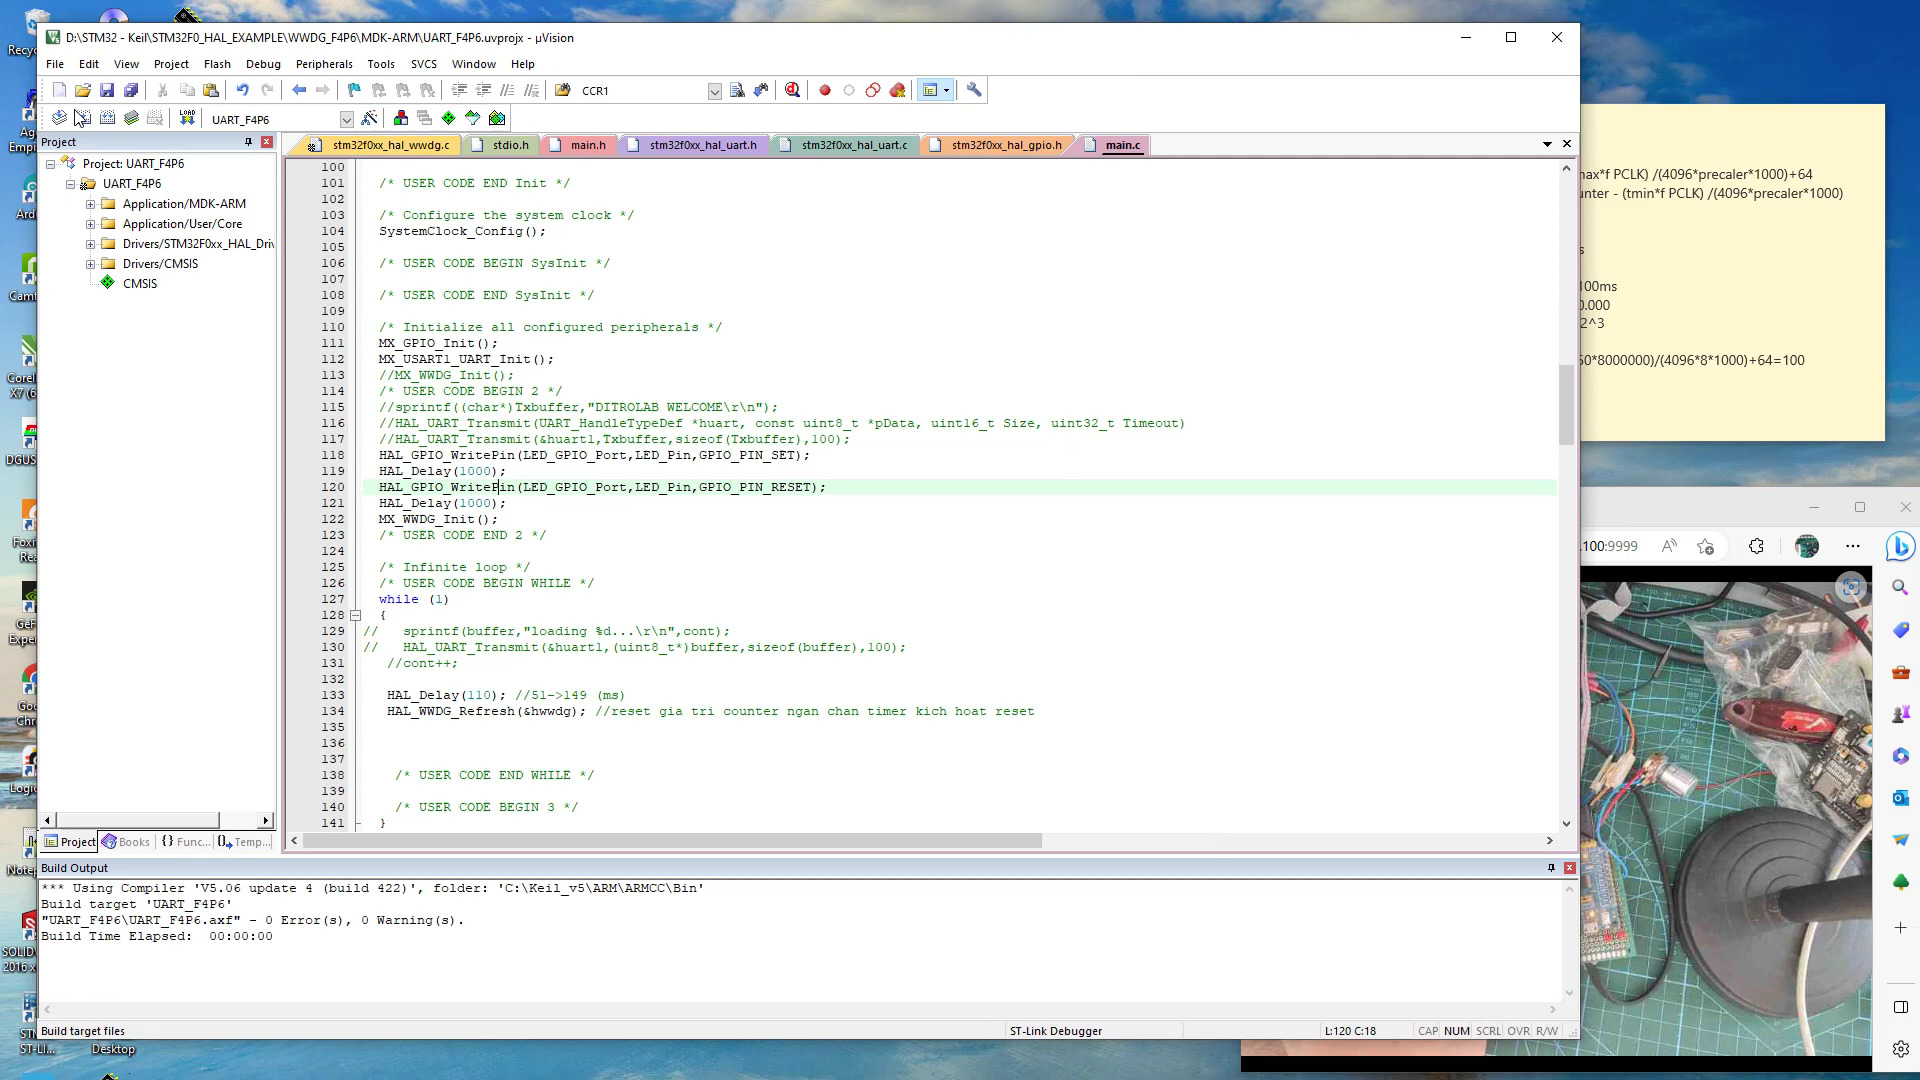 D:\STM32 - Keil\STM32F0_HAL_EXAMPLE\WWDG_F4P6\MDK-ARM\UART_F4P6.uvprojx - µVision
File Edit View Project Flash Debug Peripherals Tools SVCS Window Help
CCR1
LOAD
UART_F4P6
Project
Project: UART_F4P6
UART_F4P6
Application/MDK-ARM
Application/User/Core
Drivers/STM32F0xx_HAL_Driv
Drivers/CMSIS
CMSIS
Project Books Func... Temp...
stm32f0xx_hal_wwdg.c stdio.h main.h stm32f0xx_hal_uart.h stm32f0xx_hal_uart.c stm32f0xx_hal_gpio.h main.c
100
101 /* USER CODE END Init */
102
103 /* Configure the system clock */
104 SystemClock_Config();
105
106 /* USER CODE BEGIN SysInit */
107
108 /* USER CODE END SysInit */
109
110 /* Initialize all configured peripherals */
111 MX_GPIO_Init();
112 MX_USART1_UART_Init();
113 //MX_WWDG_Init();
114 /* USER CODE BEGIN 2 */
115 //sprintf((char*)Txbuffer,"DITROLAB WELCOME\r\n");
116 //HAL_UART_Transmit(UART_HandleTypeDef *huart, const uint8_t *pData, uint16_t Size, uint32_t Timeout)
117 //HAL_UART_Transmit(&huart1,Txbuffer,sizeof(Txbuffer),100);
118 HAL_GPIO_WritePin(LED_GPIO_Port,LED_Pin,GPIO_PIN_SET);
119 HAL_Delay(1000);
120 HAL_GPIO_WritePin(LED_GPIO_Port,LED_Pin,GPIO_PIN_RESET);
121 HAL_Delay(1000);
122 MX_WWDG_Init();
123 /* USER CODE END 2 */
124
125 /* Infinite loop */
126 /* USER CODE BEGIN WHILE */
127 while (1)
128 {
129 // sprintf(buffer,"loading %d...\r\n",cont);
130 // HAL_UART_Transmit(&huart1,(uint8_t*)buffer,sizeof(buffer),100);
131 //cont++;
132
133 HAL_Delay(110); //51->149 (ms)
134 HAL_WWDG_Refresh(&hwwdg); //reset gia tri counter ngan chan timer kich hoat reset
135
136
137
138 /* USER CODE END WHILE */
139
140 /* USER CODE BEGIN 3 */
141 }
Build Output
*** Using Compiler 'V5.06 update 4 (build 422)', folder: 'C:\Keil_v5\ARM\ARMCC\Bin'
Build target 'UART_F4P6'
"UART_F4P6\UART_F4P6.axf" - 0 Error(s), 0 Warning(s).
Build Time Elapsed: 00:00:00
Build target files ST-Link Debugger L:120 C:18 CAP NUM SCRL OVR R/W
max*f PCLK) /(4096*precaler*1000)+64
unter - (tmin*f PCLK) /(4096*precaler*1000)
s
100ms
0.000
2^3
50*8000000)/(4096*8*1000)+64=100
.100:9999
Desktop